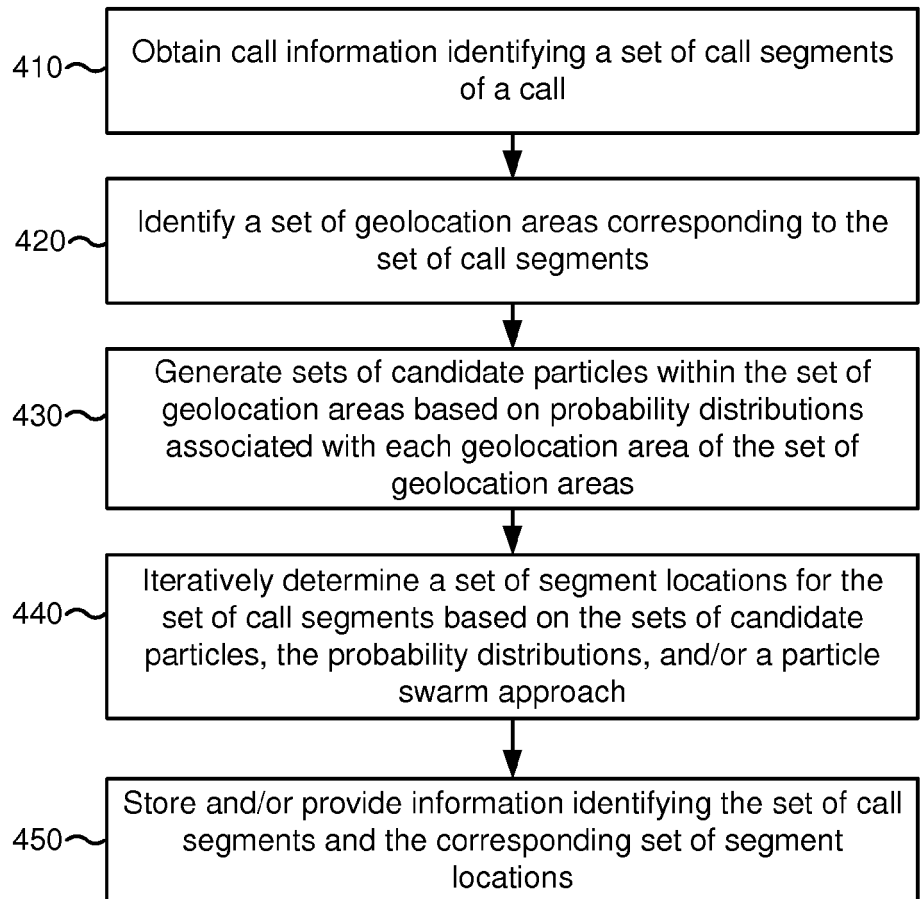 410
Obtain call information identifying a set of call segments
of a call
420
Identify a set of geolocation areas corresponding to the
set of call segments
430
Generate sets of candidate particles within the set of
geolocation areas based on probability distributions
associated with each geolocation area of the set of
geolocation areas
440
Iteratively determine a set of segment locations for the
set of call segments based on the sets of candidate
particles, the probability distributions, and/or a particle
swarm approach
450
Store and/or provide information identifying the set of call
segments and the corresponding set of segment
locations